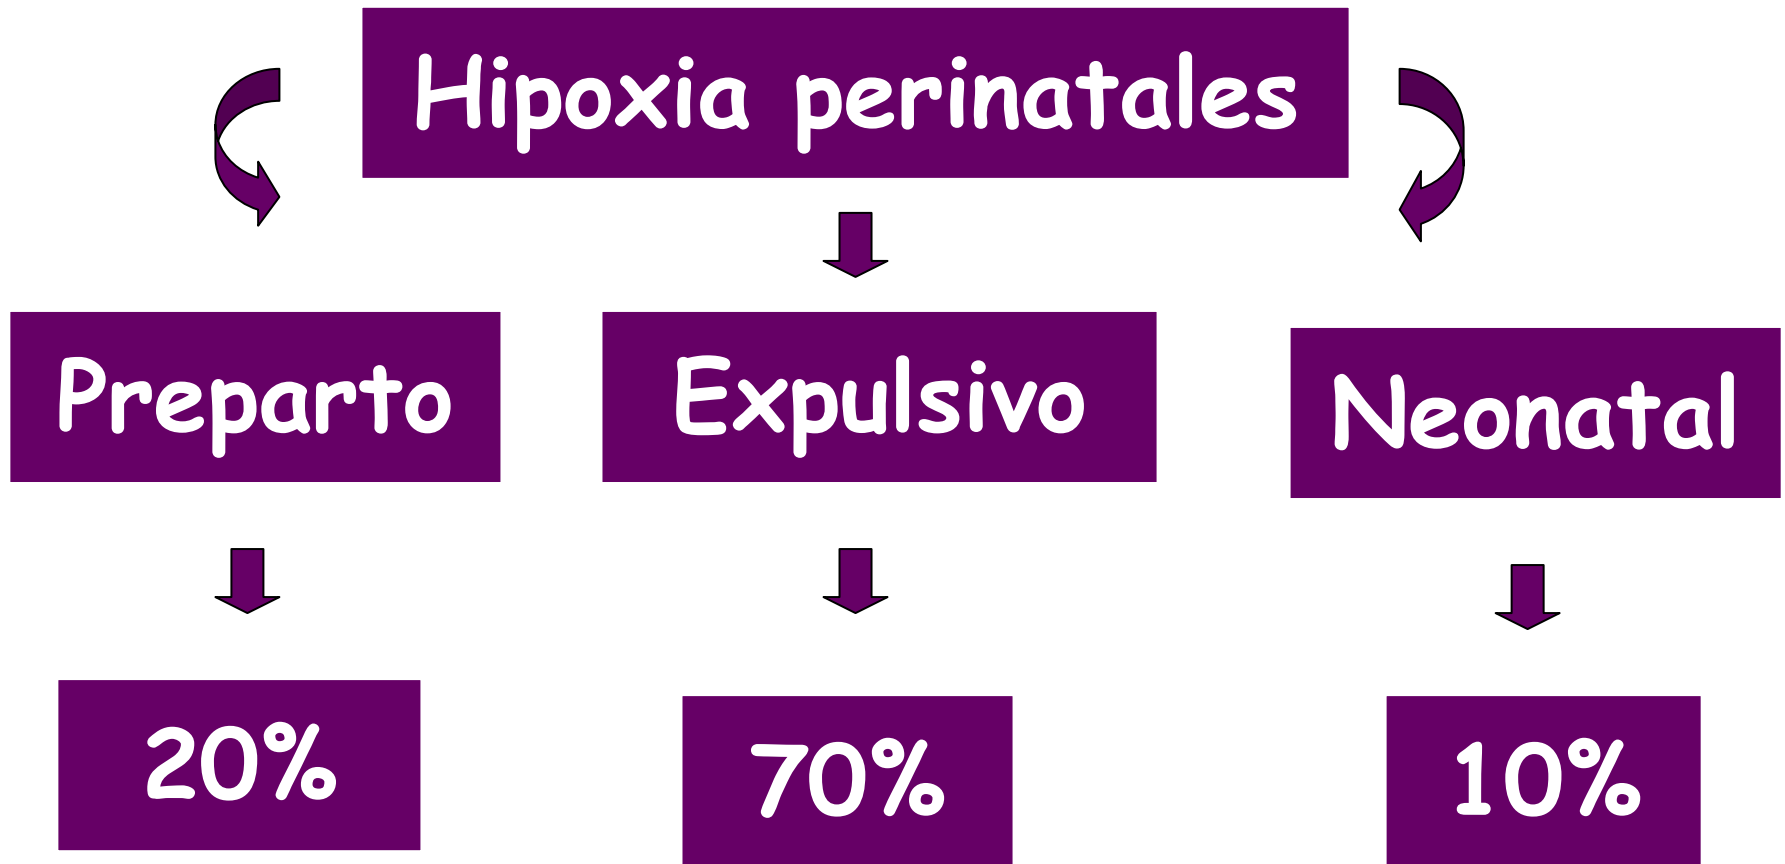 Hipoxia perinatales
Preparto
Expulsivo
Neonatal
20%
70%
10%